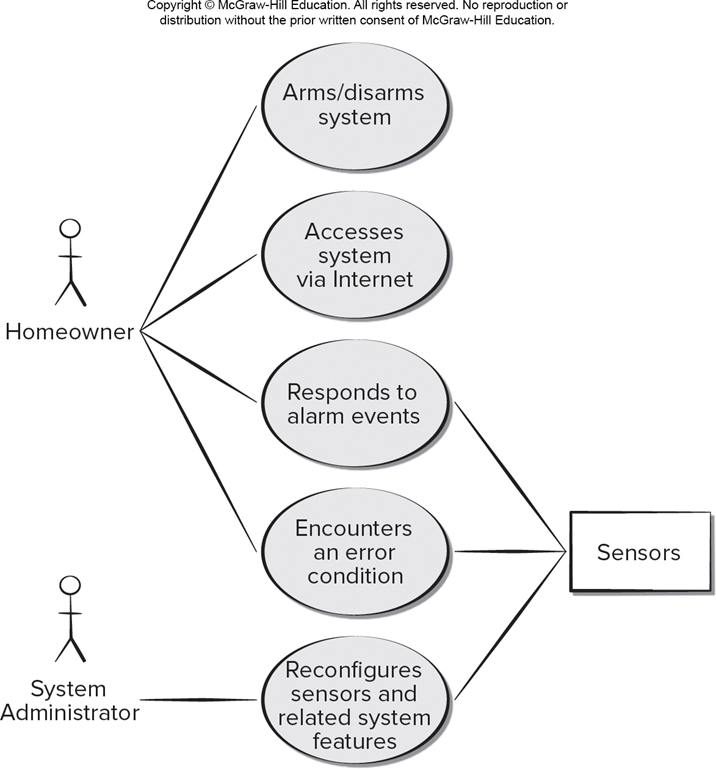 Copyright © McGraw-Hill Education. All rights reserved. No reproduction or
distribution without the prior written consent of McGraw-Hill Education.
Arms/disarms
system
Accesses
system
via Internet
Homeowner
Responds to
alarm events
Encounters
an error
condition
Sensors
System
Administrator
Reconfigures
sensors and
related system
features